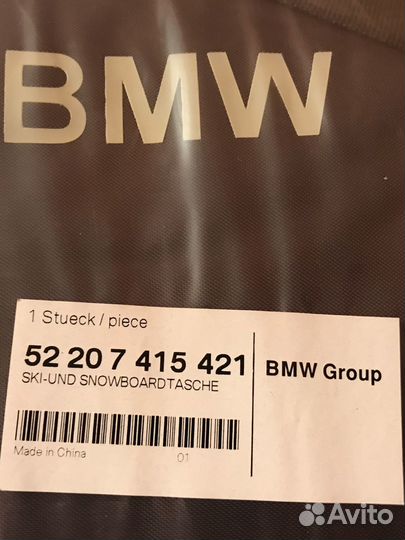 BMW
1 Stueck / piece
52 20 7 415 421
SKI-UND SNOWBOARDTASCHE
BMW Group
Made in China 01
Avito